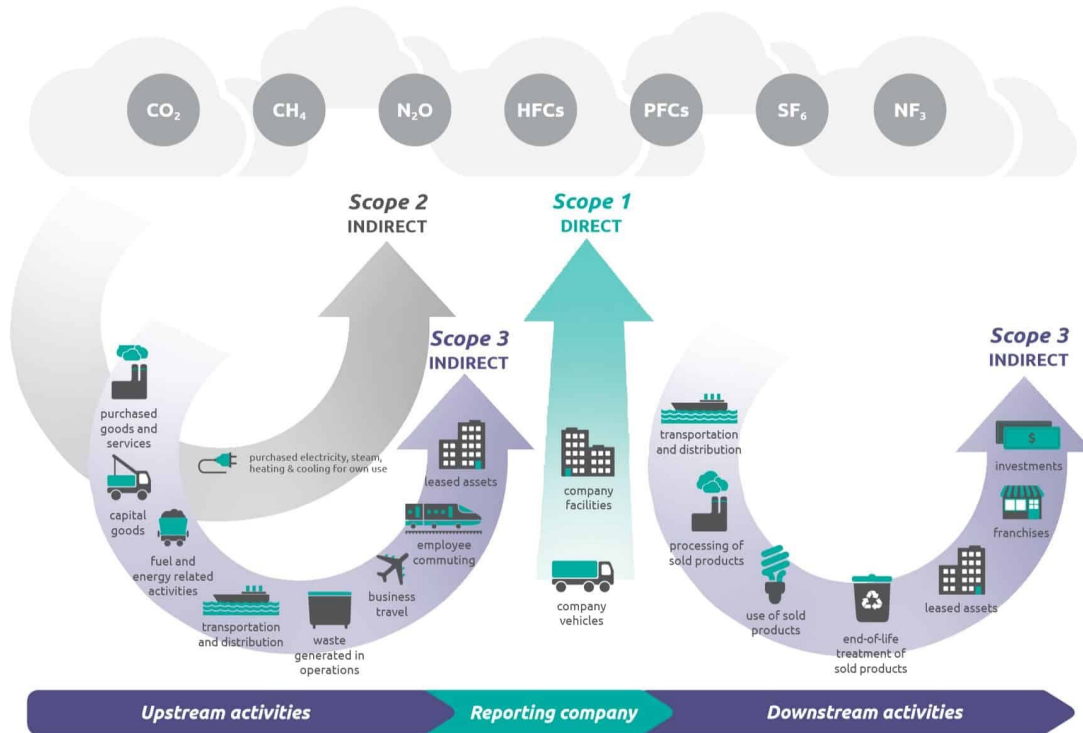 CO₂
CH₄
N₂O
HFCs
PFCs
SF₆
NF₃
Scope 2
INDIRECT
Scope 1
DIRECT
Scope 3
INDIRECT
Scope 3
INDIRECT
purchased
goods and
services
capital
goods
fuel and
energy related
activities
transportation
and distribution
waste
generated in
operations
business
travel
employee
commuting
leased assets
purchased electricity, steam,
heating & cooling for own use
company
facilities
company
vehicles
transportation
and distribution
processing of
sold products
use of sold
products
end-of-life
treatment of
sold products
leased assets
franchises
$
investments
Upstream activities
Reporting company
Downstream activities